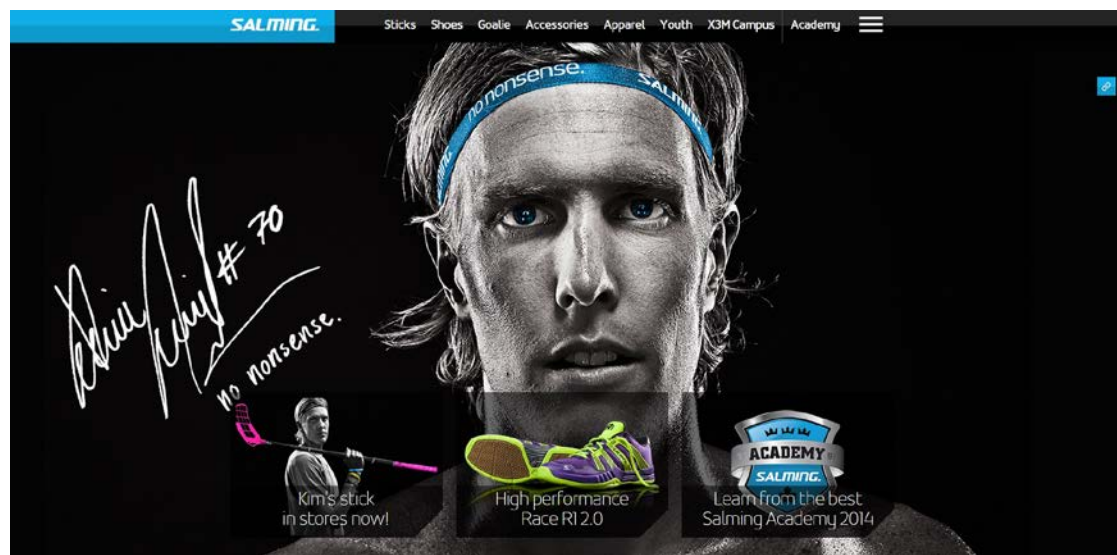 SALMING.
Sticks Shoes Goalie Accessories Apparel Youth X3M Campus Academy
no nonsense. SALMING.
# 70
no nonsense.
ACADEMY
SALMING.
Kim's stick
in stores now!
High performance
Race R1 2.0
Learn from the best
Salming Academy 2014